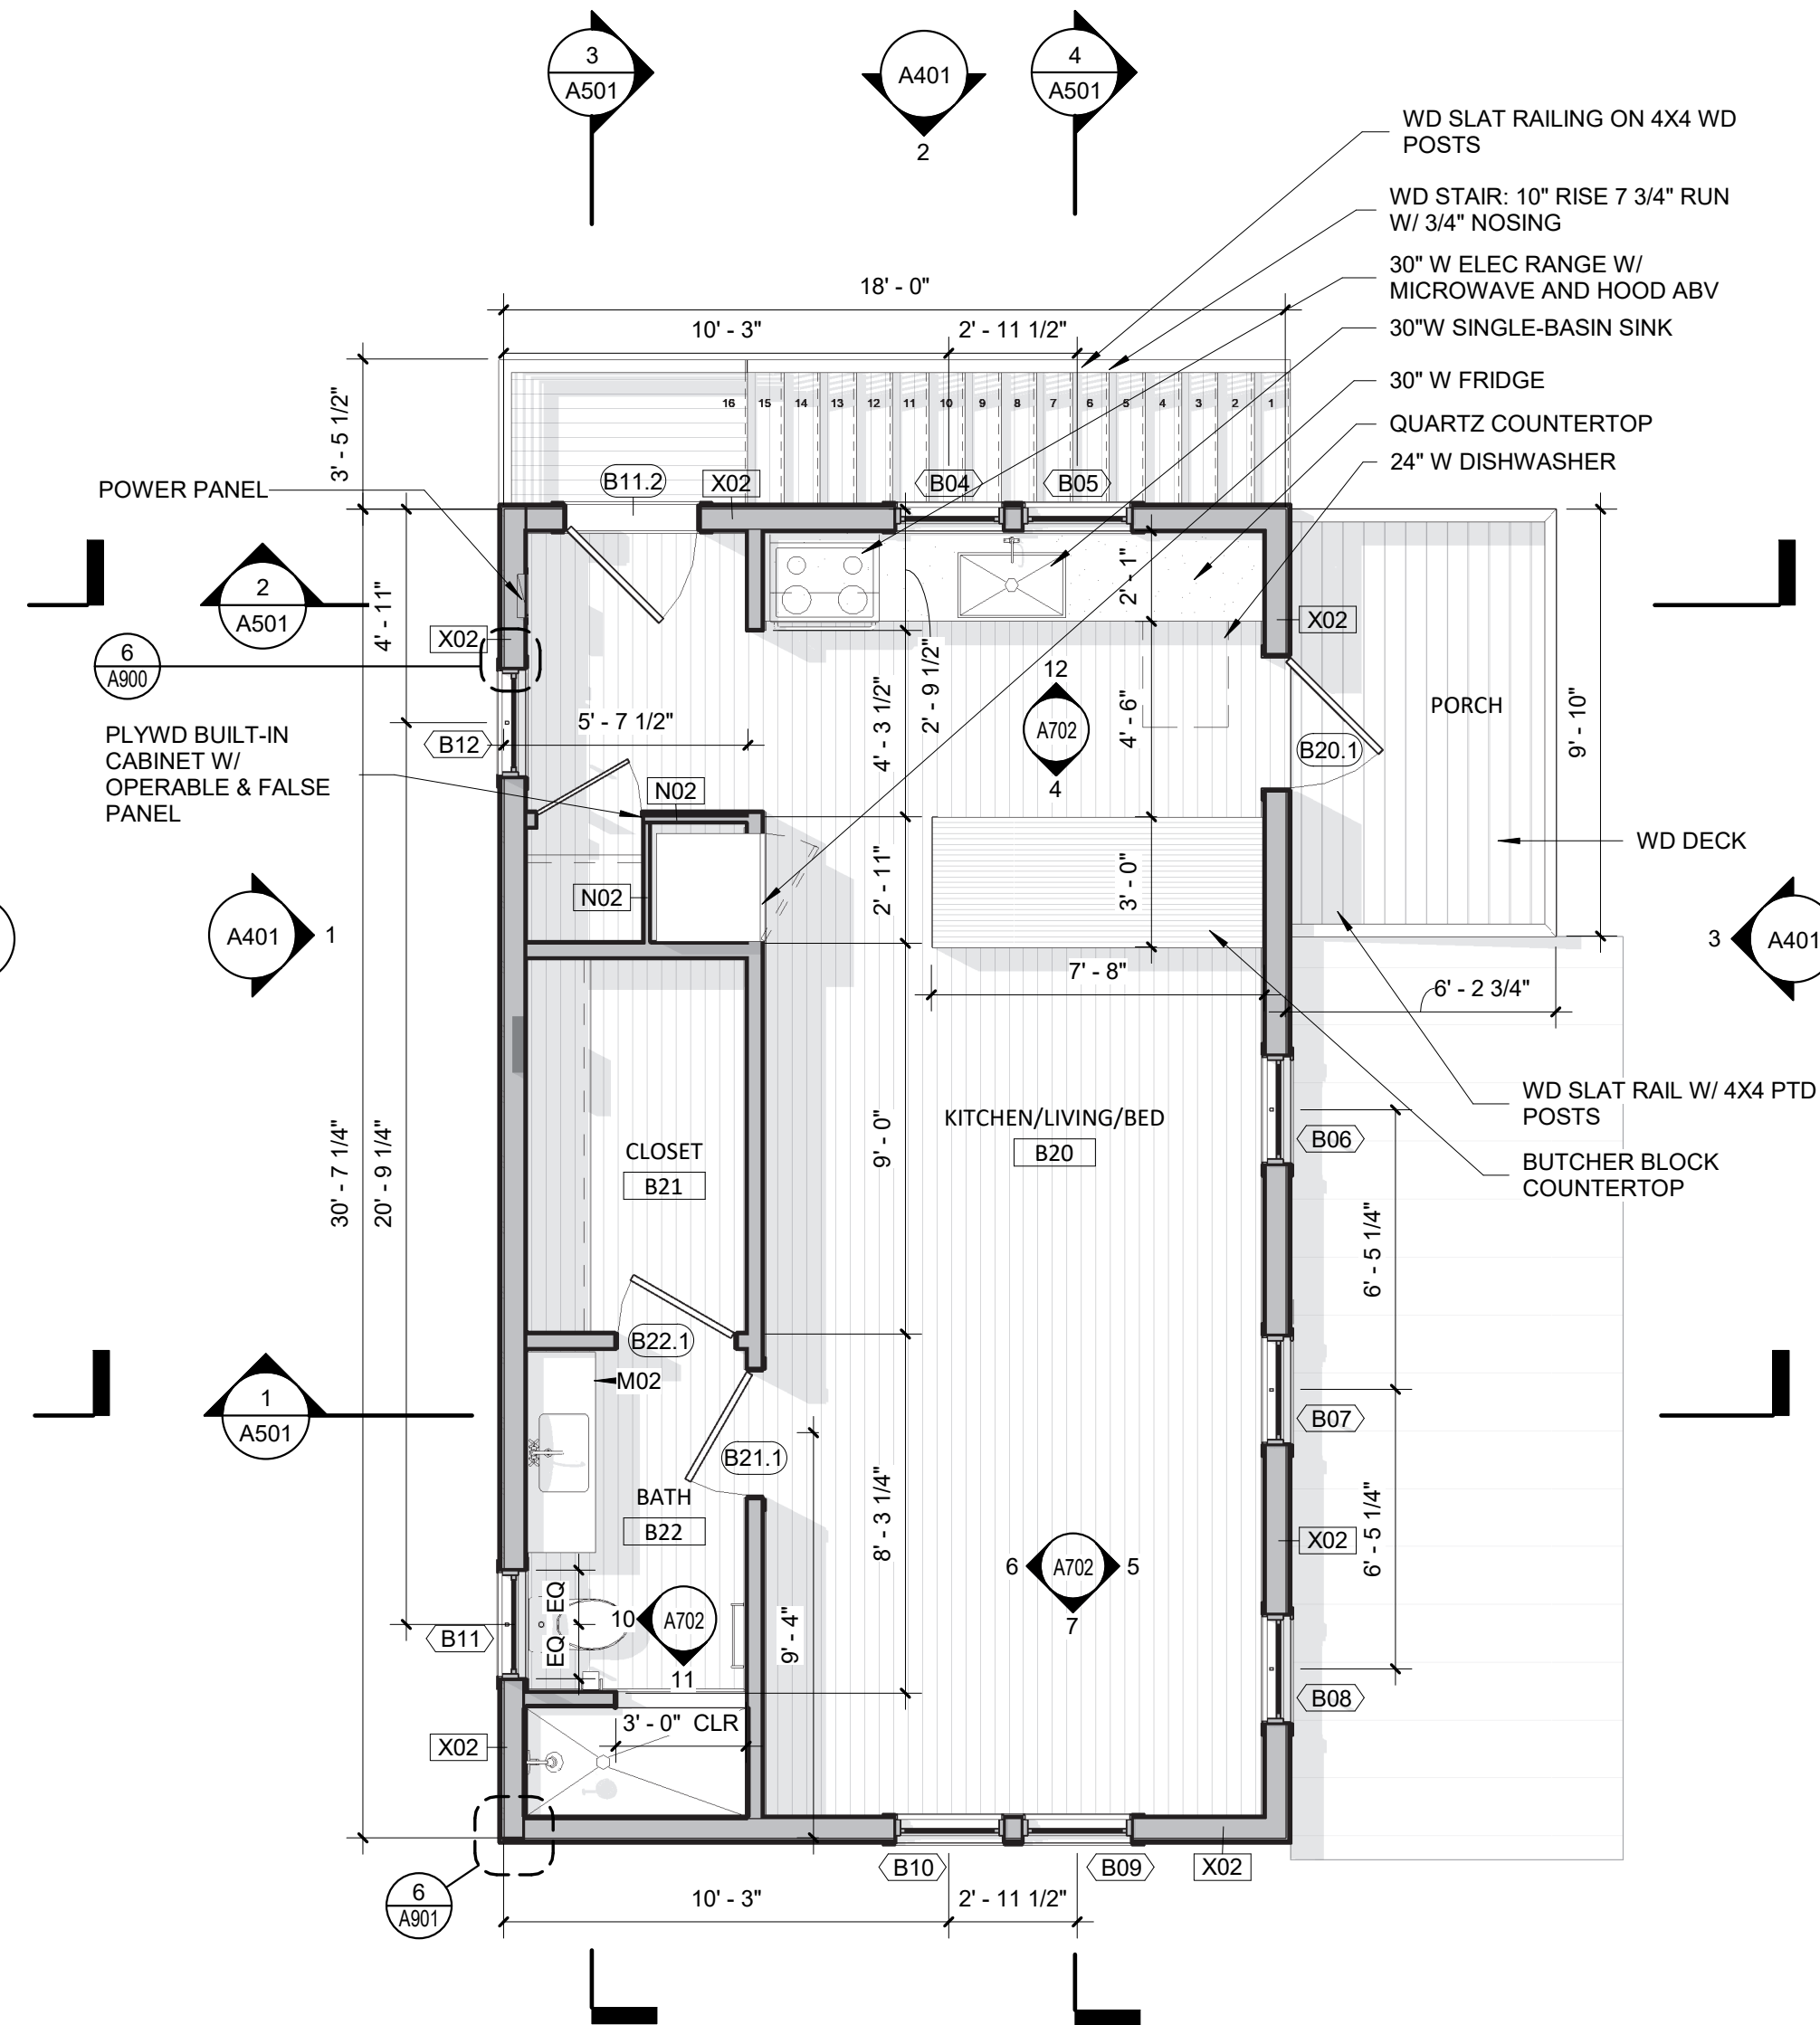 3
A501
A401
2
4
A501
WD SLAT RAILING ON 4X4 WD
POSTS
WD STAIR: 10" RISE 7 3/4" RUN
W/ 3/4" NOSING
30" W ELEC RANGE W/
MICROWAVE AND HOOD ABV
30"W SINGLE-BASIN SINK
30" W FRIDGE
QUARTZ COUNTERTOP
24" W DISHWASHER
18' - 0"
10' - 3"
2' - 11 1/2"
3' - 5 1/2"
16 15 14 13 12 11 10 9 8 7 6 5 4 3 2 1
POWER PANEL
B11.2
X02
B04
B05
2
A501
4' - 11"
X02
6
A900
2' - 1"
X02
2' - 9 1/2"
4' - 3 1/2"
12
A702
4
4' - 6"
PORCH
9' - 10"
5' - 7 1/2"
B12
B20.1
PLYWD BUILT-IN
CABINET W/
OPERABLE & FALSE
PANEL
N02
N02
2' - 11"
3' - 0"
WD DECK
A401
1
3
A401
7' - 8"
6' - 2 3/4"
WD SLAT RAIL W/ 4X4 PTD
POSTS
BUTCHER BLOCK
COUNTERTOP
KITCHEN/LIVING/BED
B20
B06
CLOSET
B21
30' - 7 1/4"
20' - 9 1/4"
9' - 0"
6' - 5 1/4"
B22.1
M02
1
A501
B07
B21.1
BATH
B22
8' - 3 1/4"
X02
6' - 5 1/4"
6
A702
5
7
EQ
EQ
10
A702
11
B11
9' - 4"
B08
3' - 0" CLR
X02
B10
B09
X02
6
A901
10' - 3"
2' - 11 1/2"